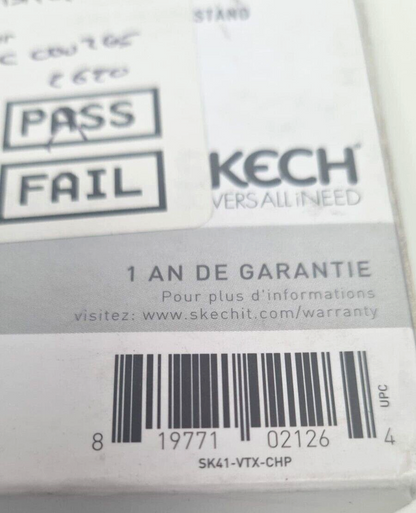 STAND
PASS
FAIL
KECH
VERSALLiNEED
1 AN DE GARANTIE
Pour plus d'informations
visitez: www.skechit.com/warranty
UPC
8 19771 02126 4
SK41-VTX-CHP